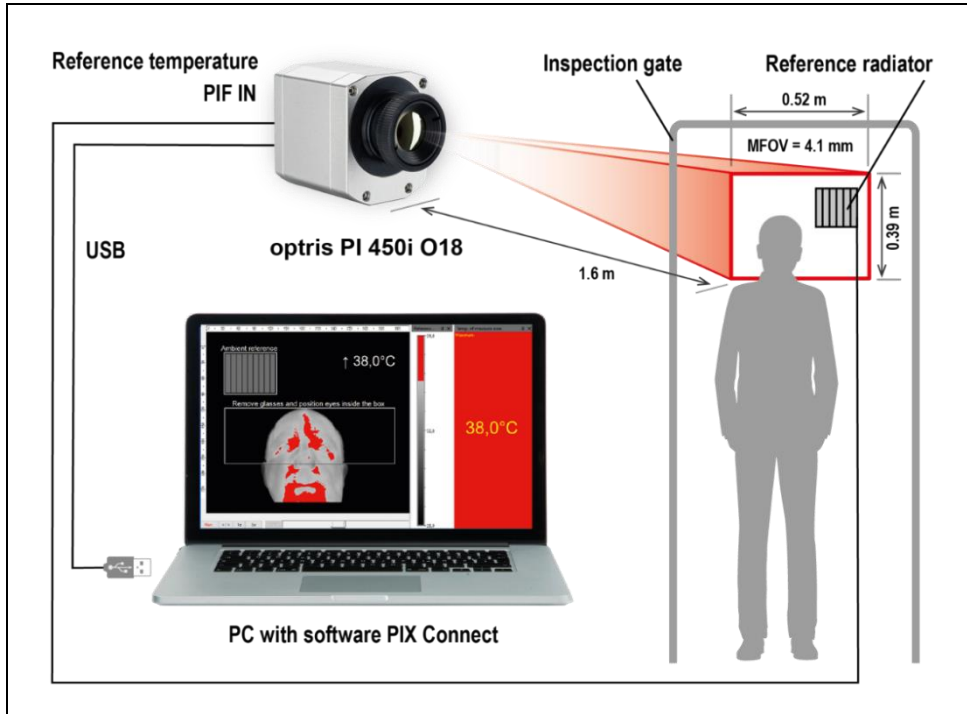 Reference temperature
PIF IN
Inspection gate
Reference radiator
0.52 m
MFOV = 4.1 mm
0.39 m
USB
optris PI 450i O18
1.6 m
Ambient reference
↑ 38,0°C
Remove glasses and position eyes inside the box
38,0°C
PC with software PIX Connect